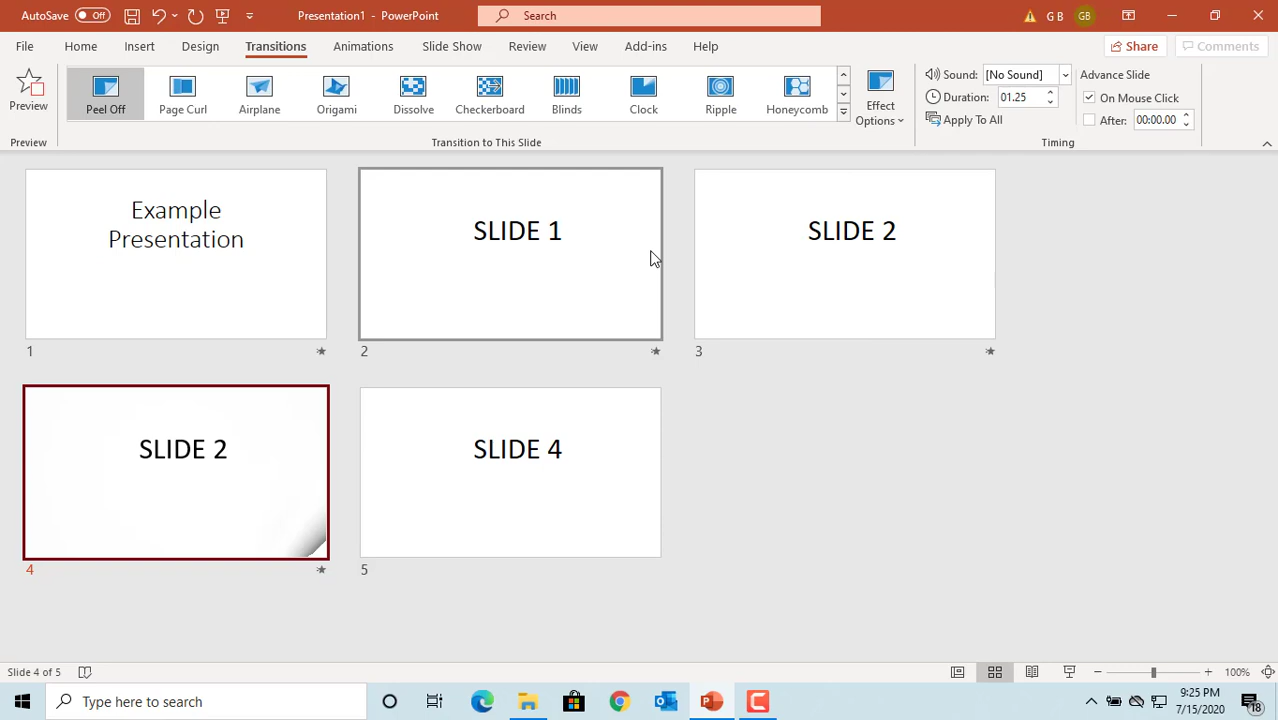 AutoSave Off Presentation1 - PowerPoint Search G B GB
File Home Insert Design Transitions Animations Slide Show Review View Add-ins Help Share Comments
Preview Peel Off Page Curl Airplane Origami Dissolve Checkerboard Blinds Clock Ripple Honeycomb Effect Options
Sound: [No Sound] Advance Slide
Duration: 01.25 On Mouse Click
Apply To All After: 00:00.00
Preview Transition to This Slide Timing
Example
Presentation
SLIDE 1
SLIDE 2
1 2 3
SLIDE 2
SLIDE 4
4 5
Slide 4 of 5 100%
Type here to search 9:25 PM
7/15/2020 18